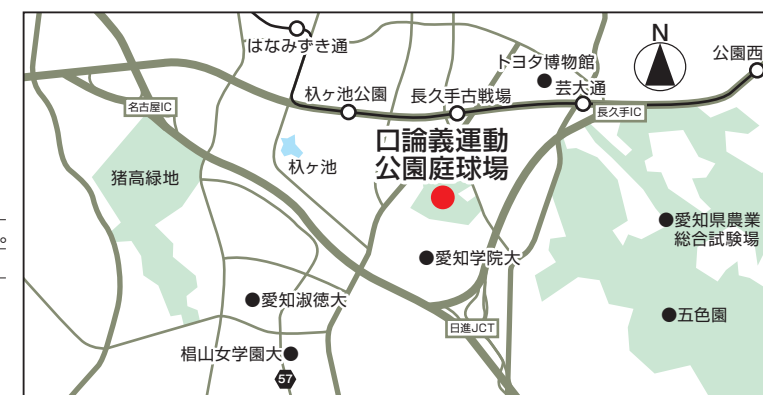 N
はなみずき通
トヨタ博物館
公園西
杁ヶ池公園
長久手古戦場
芸大通
名古屋IC
長久手IC
口論義運動
公園庭球場
杁ヶ池
猪高緑地
愛知県農業
総合試験場
。
愛知学院大
愛知淑徳大
五色園
日進JCT
椙山女学園大
57